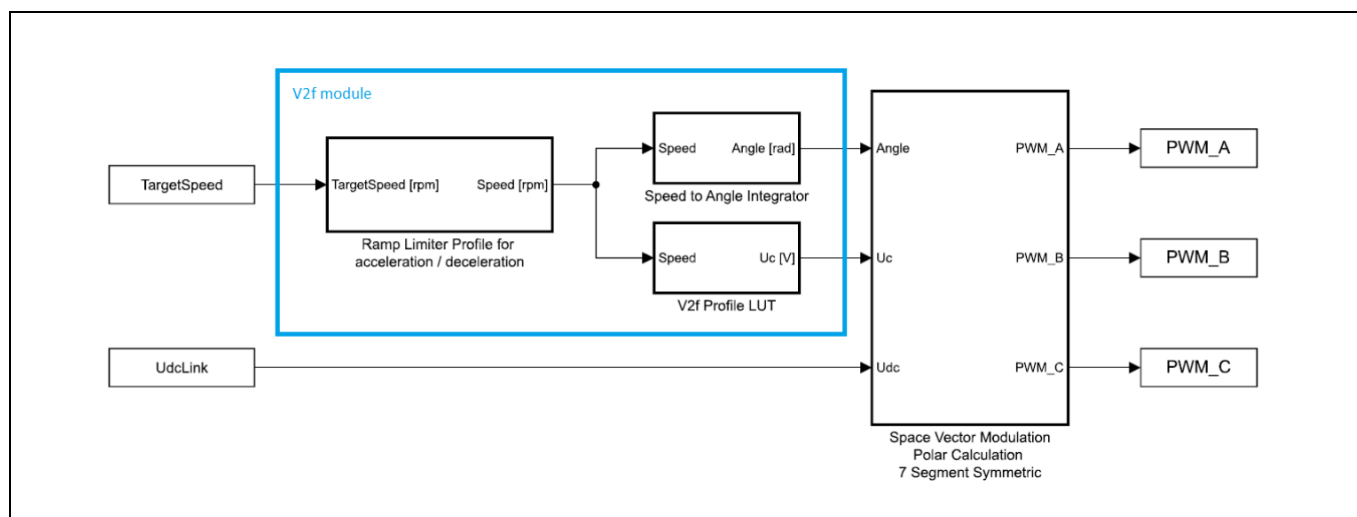 V2f module
TargetSpeed
TargetSpeed [rpm]
Speed [rpm]
Ramp Limiter Profile for
acceleration / deceleration
Speed
Angle [rad]
Speed to Angle Integrator
Speed
Uc [V]
V2f Profile LUT
UdcLink
Angle
PWM_A
Uc
PWM_B
Udc
PWM_C
Space Vector Modulation
Polar Calculation
7 Segment Symmetric
PWM_A
PWM_B
PWM_C